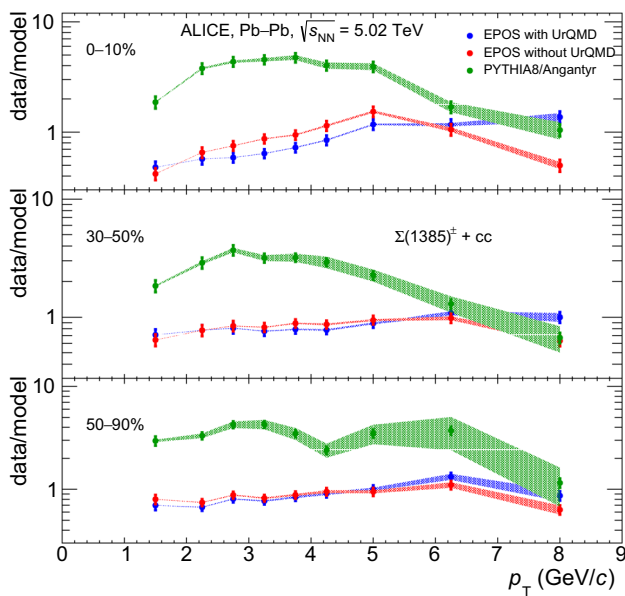 ALICE, Pb–Pb, √sNN = 5.02 TeV
EPOS with UrQMD
EPOS without UrQMD
PYTHIA8/Angantyr
0–10%
data/model
10
1
30–50%
Σ(1385)± + cc
data/model
10
1
50–90%
data/model
10
1
0 1 2 3 4 5 6 7 8 9
pT (GeV/c)